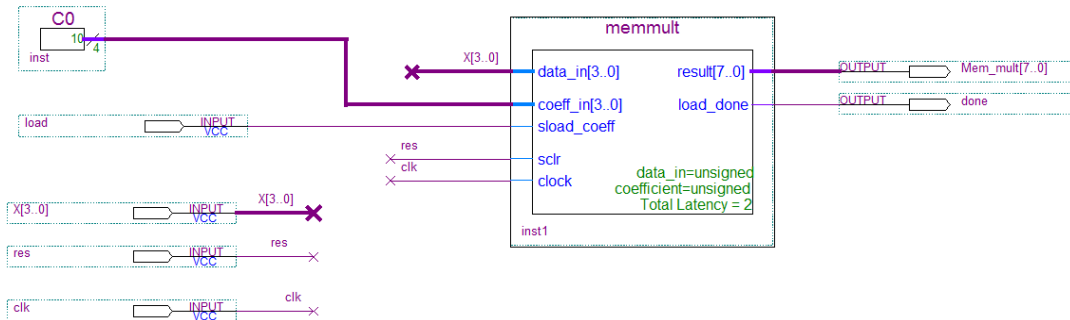 C0
10
4
inst
load
INPUT
VCC
X[3..0]
INPUT
VCC
X[3..0]
res
INPUT
VCC
res
clk
INPUT
VCC
clk
memmult
X[3..0]
data_in[3..0]
result[7..0]
coeff_in[3..0]
load_done
sload_coeff
res
sclr
clk
clock
data_in=unsigned
coefficient=unsigned
Total Latency = 2
inst1
OUTPUT
Mem_mult[7..0]
OUTPUT
done